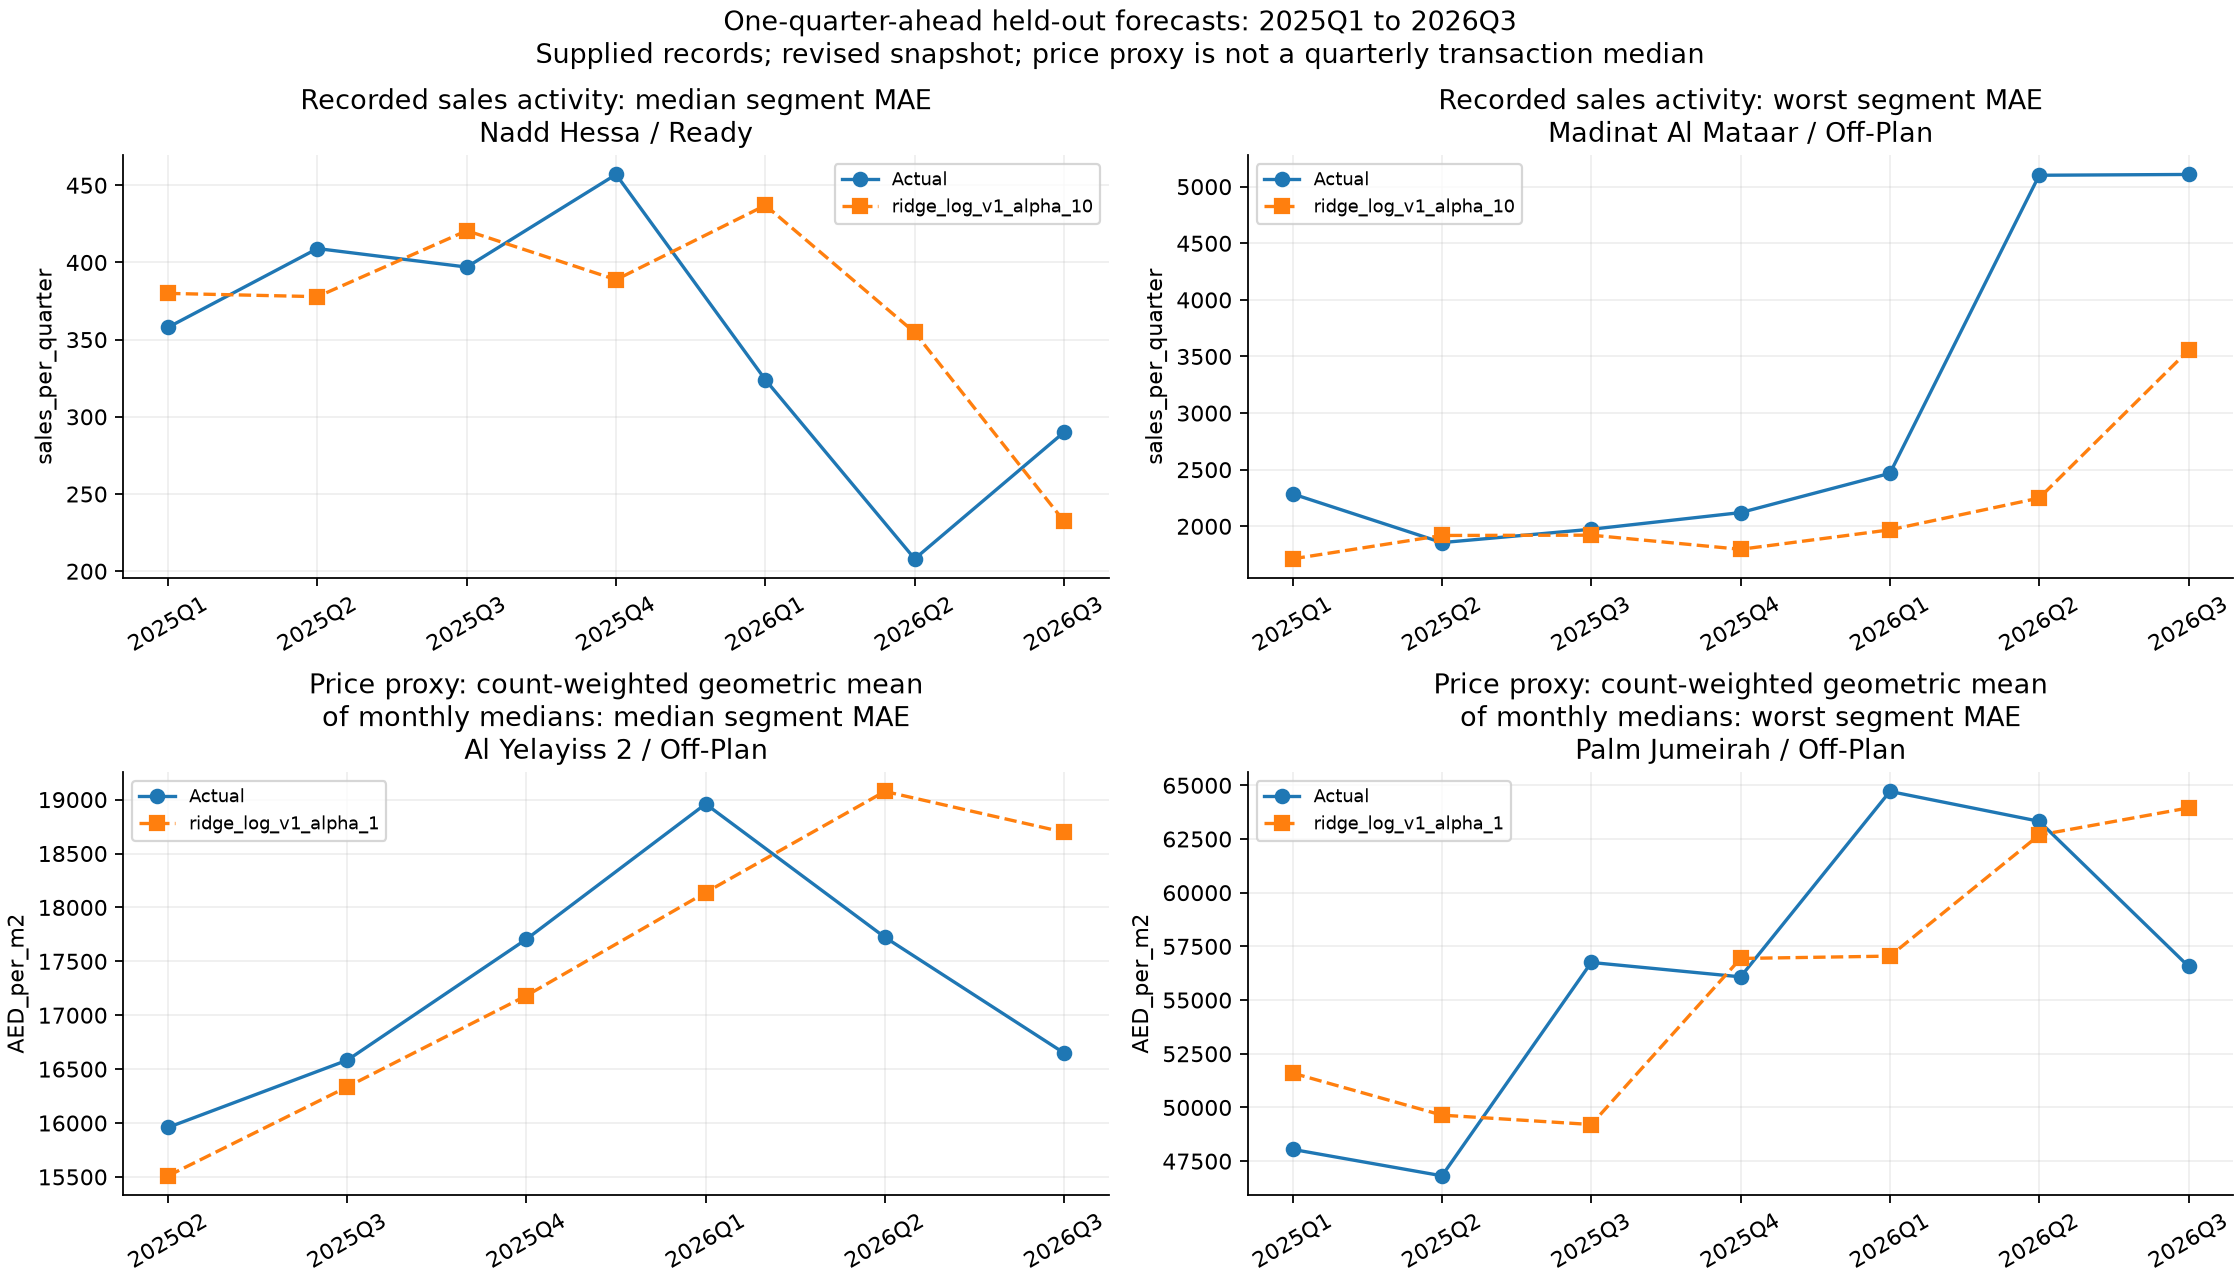 One-quarter-ahead held-out forecasts: 2025Q1 to 2026Q3
Supplied records; revised snapshot; price proxy is not a quarterly transaction median
Recorded sales activity: median segment MAE
Nadd Hessa / Ready
sales_per_quarter
450
400
350
300
250
200
Actual
ridge_log_v1_alpha_10
2025Q1
2025Q2
2025Q3
2025Q4
2026Q1
2026Q2
2026Q3
Recorded sales activity: worst segment MAE
Madinat Al Mataar / Off-Plan
sales_per_quarter
5000
4500
4000
3500
3000
2500
2000
Actual
ridge_log_v1_alpha_10
2025Q1
2025Q2
2025Q3
2025Q4
2026Q1
2026Q2
2026Q3
Price proxy: count-weighted geometric mean
of monthly medians: median segment MAE
Al Yelayiss 2 / Off-Plan
AED_per_m2
19000
18500
18000
17500
17000
16500
16000
15500
Actual
ridge_log_v1_alpha_1
2025Q2
2025Q3
2025Q4
2026Q1
2026Q2
2026Q3
Price proxy: count-weighted geometric mean
of monthly medians: worst segment MAE
Palm Jumeirah / Off-Plan
AED_per_m2
65000
62500
60000
57500
55000
52500
50000
47500
Actual
ridge_log_v1_alpha_1
2025Q1
2025Q2
2025Q3
2025Q4
2026Q1
2026Q2
2026Q3